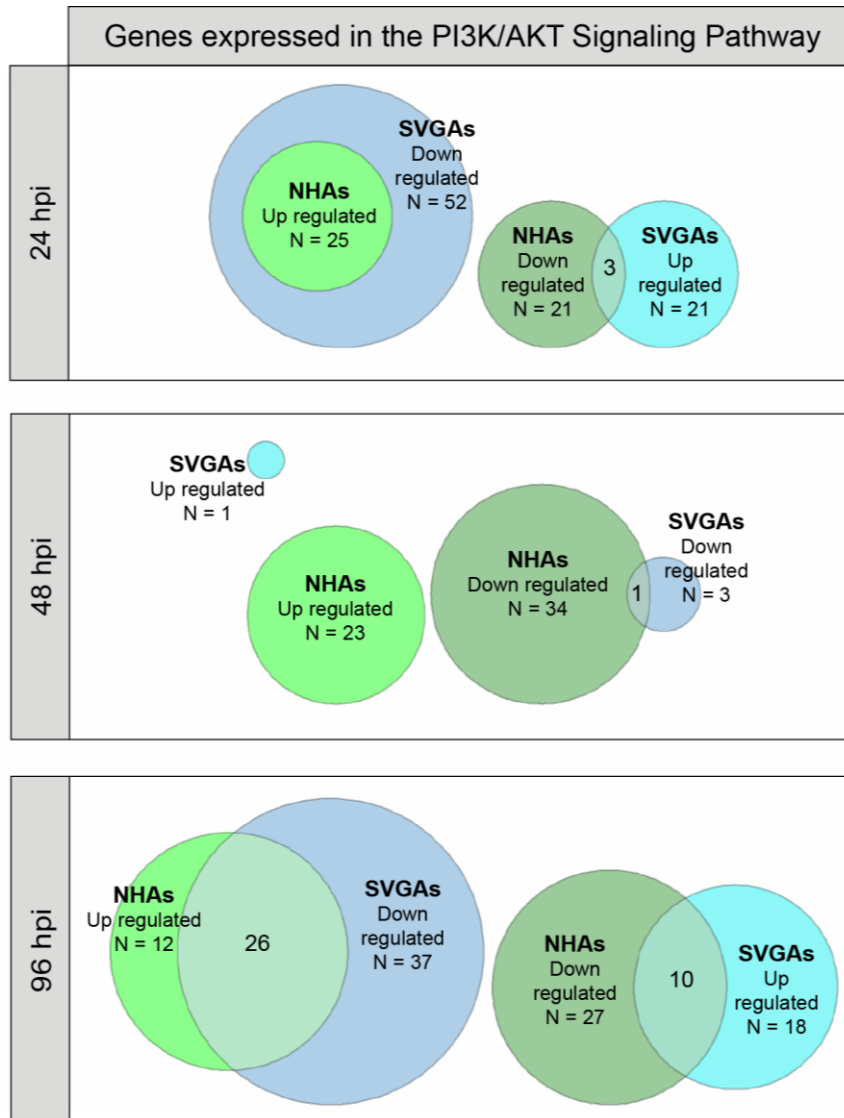 Genes expressed in the PI3K/AKT Signaling Pathway
24 hpi
SVGAs
Down
regulated
N = 52
NHAs
Up regulated
N = 25
NHAs
Down
regulated
N = 21
3
SVGAs
Up
regulated
N = 21
48 hpi
SVGAs
Up regulated
N = 1
NHAs
Up regulated
N = 23
NHAs
Down regulated
N = 34
1
SVGAs
Down
regulated
N = 3
96 hpi
NHAs
Up regulated
N = 12
26
SVGAs
Down
regulated
N = 37
NHAs
Down
regulated
N = 27
10
SVGAs
Up
regulated
N = 18